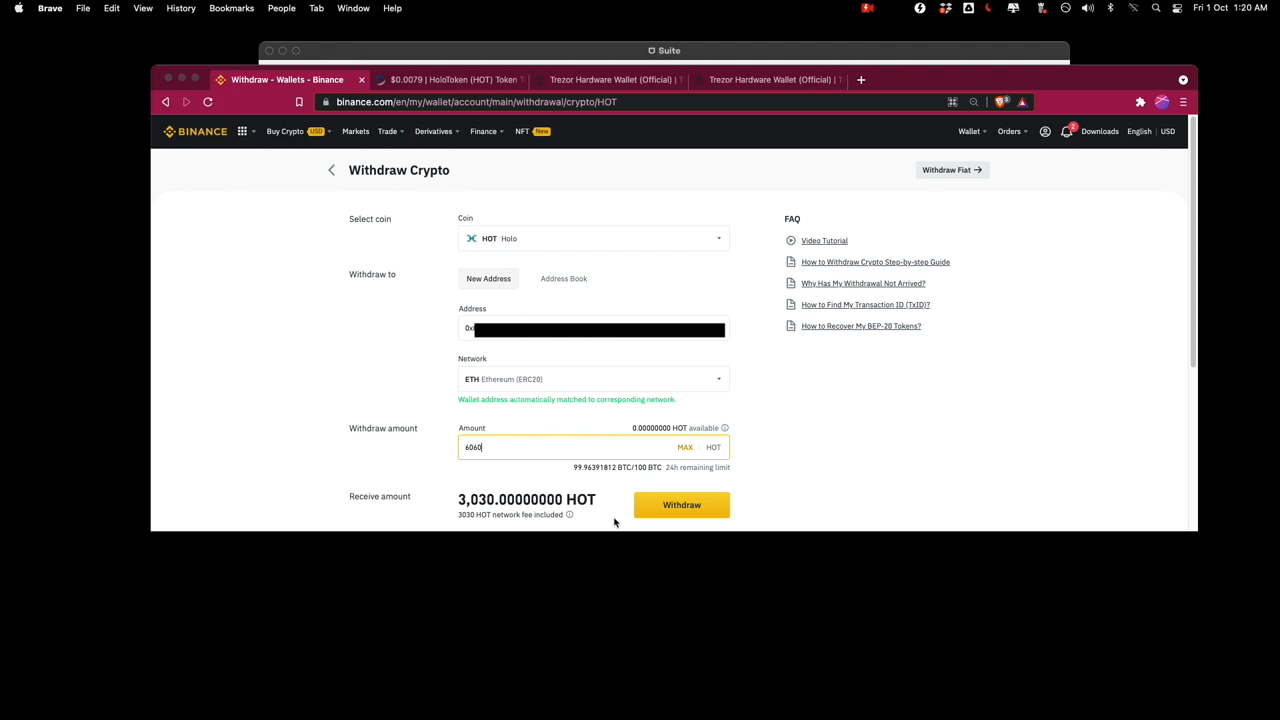 Brave File Edit View History Bookmarks People Tab Window Help Fri 1 Oct 1:20 AM
Suite
Withdraw - Wallets - Binance $0.0079 | HoloToken (HOT) Token T Trezor Hardware Wallet (Official) | T Trezor Hardware Wallet (Official) | T
binance.com/en/my/wallet/account/main/withdrawal/crypto/HOT
BINANCE Buy Crypto USD Markets Trade Derivatives Finance NFT New Wallet Orders 2 Downloads English USD
Withdraw Crypto
Withdraw Fiat
Select coin
Coin
HOT Holo
Withdraw to
New Address Address Book
Address
0x
Network
ETH Ethereum (ERC20)
Wallet address automatically matched to corresponding network.
Withdraw amount
Amount 0.00000000 HOT available
6060 MAX HOT
99.96391812 BTC/100 BTC 24h remaining limit
Receive amount
3,030.00000000 HOT
3030 HOT network fee included
Withdraw
FAQ
Video Tutorial
How to Withdraw Crypto Step-by-step Guide
Why Has My Withdrawal Not Arrived?
How to Find My Transaction ID (TxID)?
How to Recover My BEP-20 Tokens?